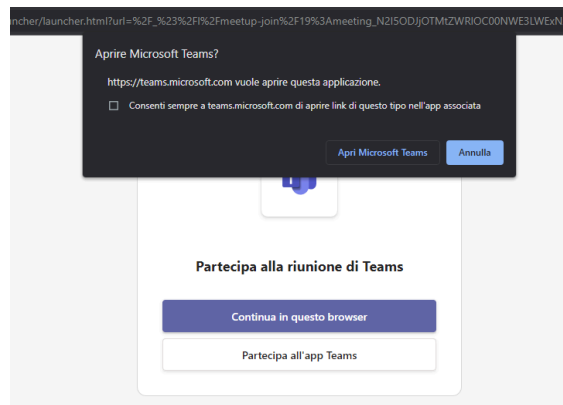 ncher/launcher.html?url=%2F_%23%2Fl%2Fmeetup-join%2F19%3Ameeting_N2I5ODJjOTMtZWRlOC00NWE3LWExN
Aprire Microsoft Teams?
https://teams.microsoft.com vuole aprire questa applicazione.
Consenti sempre a teams.microsoft.com di aprire link di questo tipo nell'app associata
Apri Microsoft Teams
Annulla
Partecipa alla riunione di Teams
Continua in questo browser
Partecipa all'app Teams